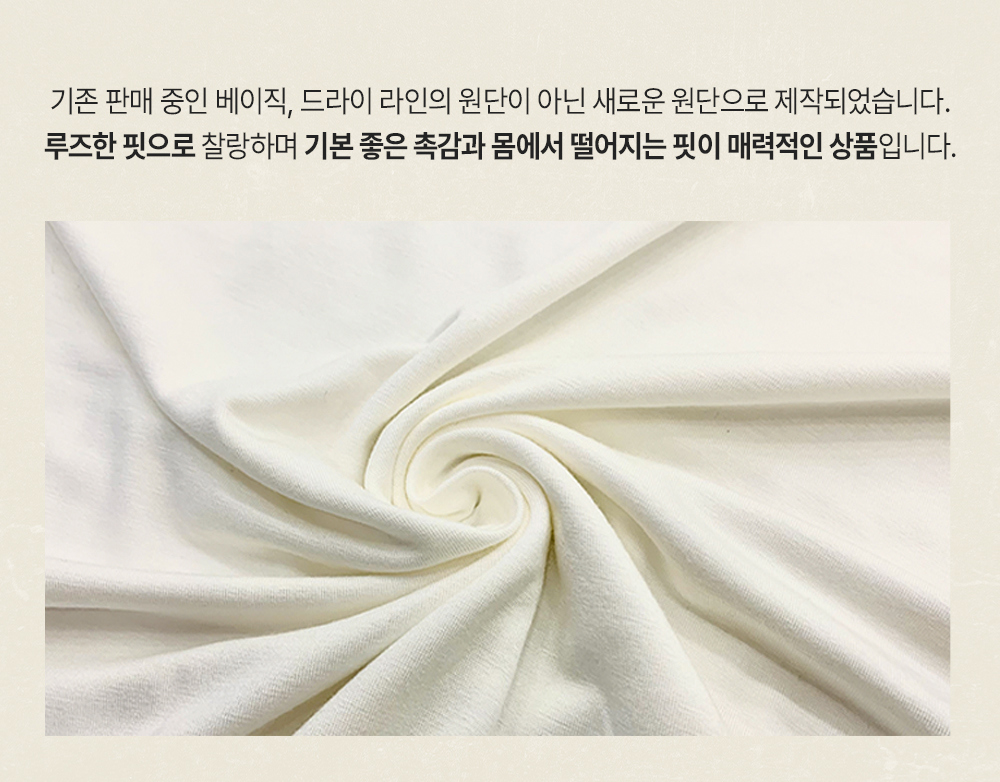 기존 판매 중인 베이직, 드라이 라인의 원단이 아닌 새로운 원단으로 제작되었습니다.
루즈한 핏으로 찰랑하며 기본 좋은 촉감과 몸에서 떨어지는 핏이 매력적인 상품입니다.